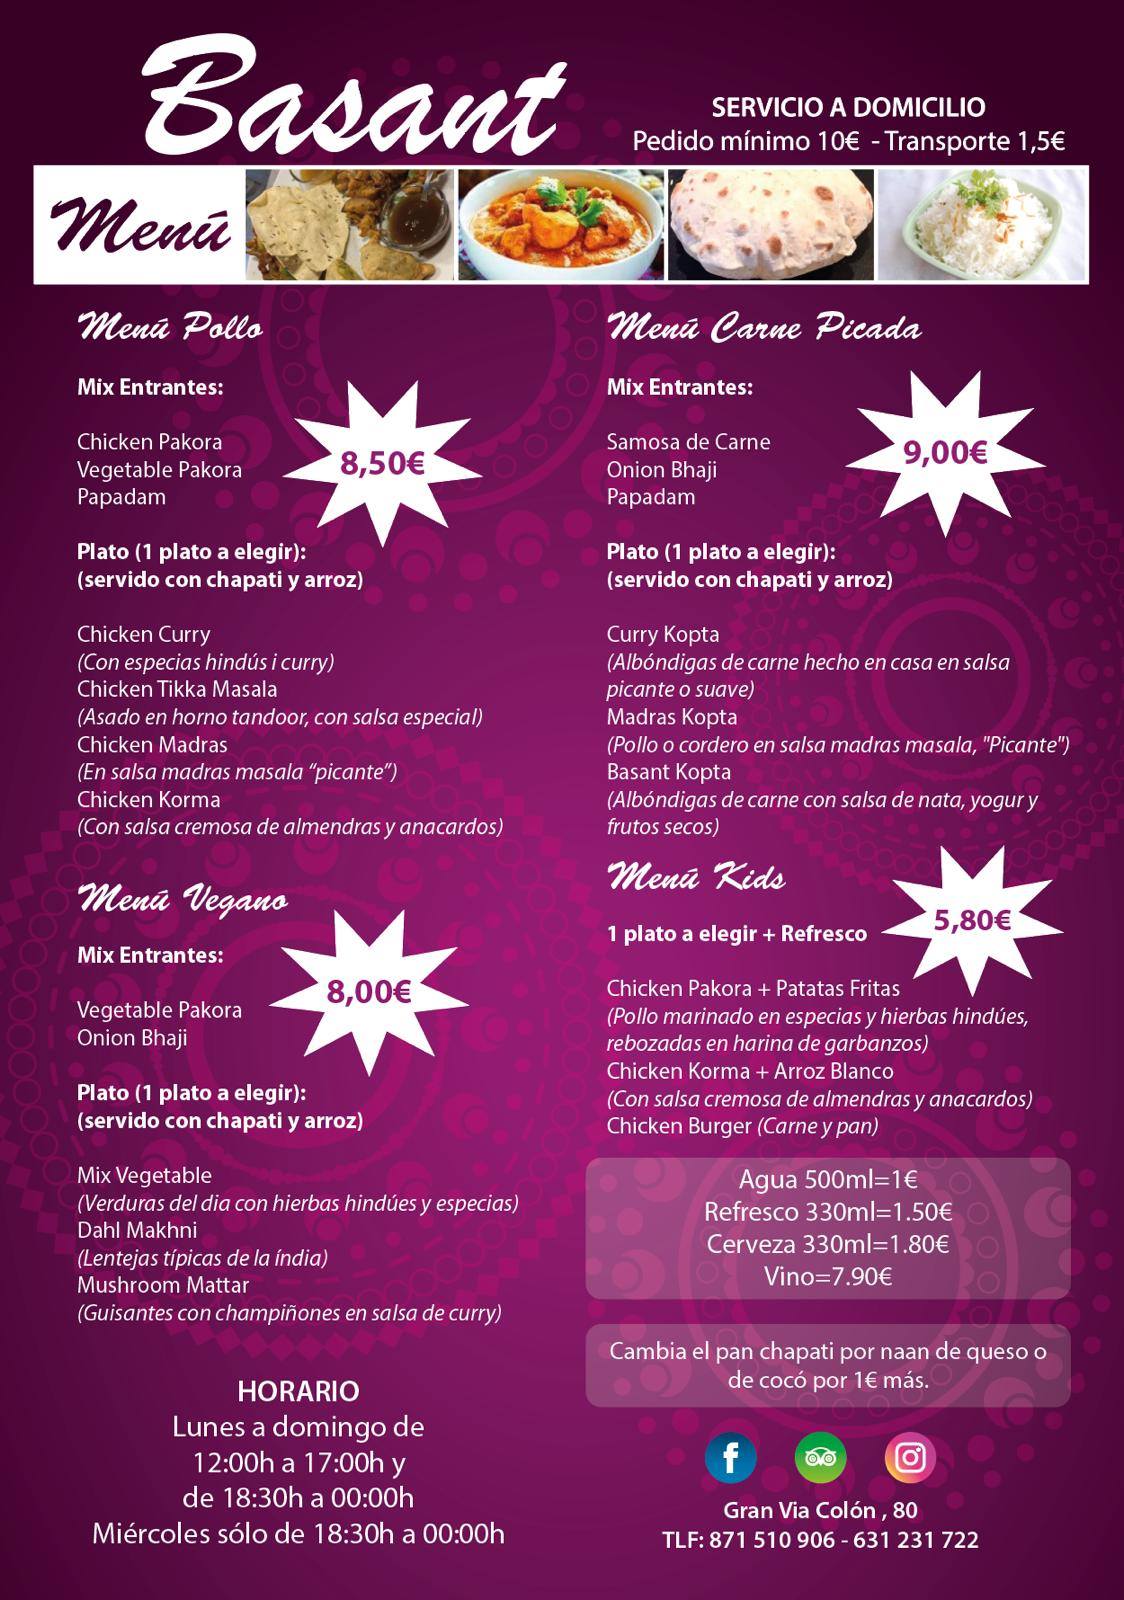 Basant
SERVICIO A DOMICILIO
Pedido mínimo 10€ - Transporte 1,5€
Menú
Menú Pollo
Mix Entrantes:
8,50€
Chicken Pakora
Vegetable Pakora
Papadam
Plato (1 plato a elegir):
(servido con chapati y arroz)
Chicken Curry
(Con especias hindús i curry)
Chicken Tikka Masala
(Asado en horno tandoor, con salsa especial)
Chicken Madras
(En salsa madras masala “picante”)
Chicken Korma
(Con salsa cremosa de almendras y anacardos)
Menú Vegano
Mix Entrantes:
8,00€
Vegetable Pakora
Onion Bhaji
Plato (1 plato a elegir):
(servido con chapati y arroz)
Mix Vegetable
(Verduras del dia con hierbas hindúes y especias)
Dahl Makhni
(Lentejas típicas de la índia)
Mushroom Mattar
(Guisantes con champiñones en salsa de curry)
HORARIO
Lunes a domingo de
12:00h a 17:00h y
de 18:30h a 00:00h
Miércoles sólo de 18:30h a 00:00h
Menú Carne Picada
Mix Entrantes:
9,00€
Samosa de Carne
Onion Bhaji
Papadam
Plato (1 plato a elegir):
(servido con chapati y arroz)
Curry Kopta
(Albóndigas de carne hecho en casa en salsa
picante o suave)
Madras Kopta
(Pollo o cordero en salsa madras masala, "Picante")
Basant Kopta
(Albóndigas de carne con salsa de nata, yogur y
frutos secos)
Menú Kids
5,80€
1 plato a elegir + Refresco
Chicken Pakora + Patatas Fritas
(Pollo marinado en especias y hierbas hindúes,
rebozadas en harina de garbanzos)
Chicken Korma + Arroz Blanco
(Con salsa cremosa de almendras y anacardos)
Chicken Burger (Carne y pan)
Agua 500ml=1€
Refresco 330ml=1.50€
Cerveza 330ml=1.80€
Vino=7.90€
Cambia el pan chapati por naan de queso o
de cocó por 1€ más.
Gran Via Colón , 80
TLF: 871 510 906 - 631 231 722